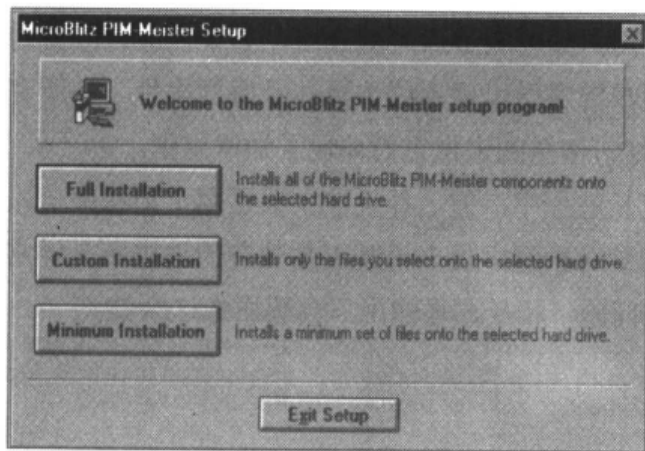 MicroBlitz PIM-Meister Setup
Welcome to the MicroBlitz PIM-Meister setup program!
Full Installation
Installs all of the MicroBlitz PIM-Meister components onto
the selected hard drive.
Custom Installation
Installs only the files you select onto the selected hard drive.
Minimum Installation
Installs a minimum set of files onto the selected hard drive.
Exit Setup